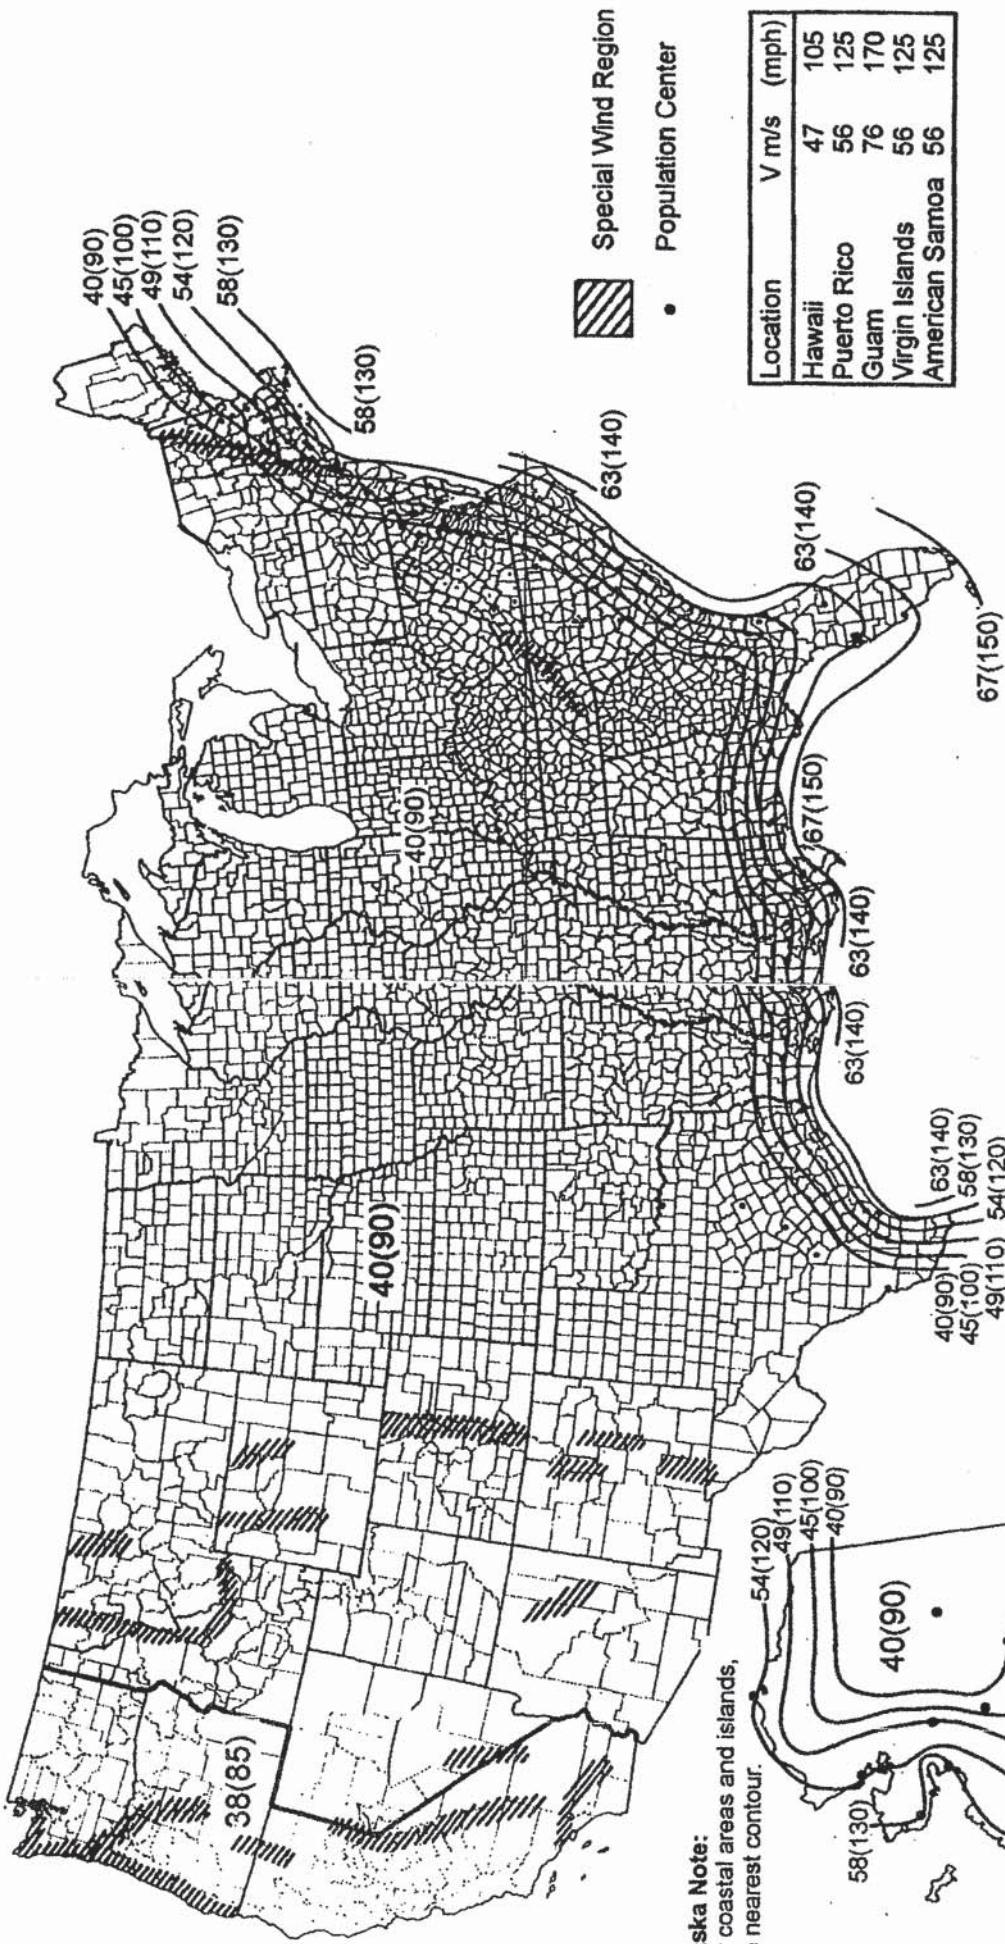 40(90)
45(100)
49(110)
54(120)
58(130)
58(130)
63(140)
Special Wind Region
Population Center
Location V m/s (mph)
Hawaii 47 105
Puerto Rico 56 125
Guam 76 170
Virgin Islands 56 125
American Samoa 56 125
40(90)
63(140)
67(150)
67(150)
63(140)
63(140)
40(90)
63(140)
58(130)
54(120)
40(90)
45(100)
49(110)
38(85)
ska Note:
coastal areas and islands,
nearest contour.
54(120)
49(110)
45(100)
40(90)
40(90)
58(130)